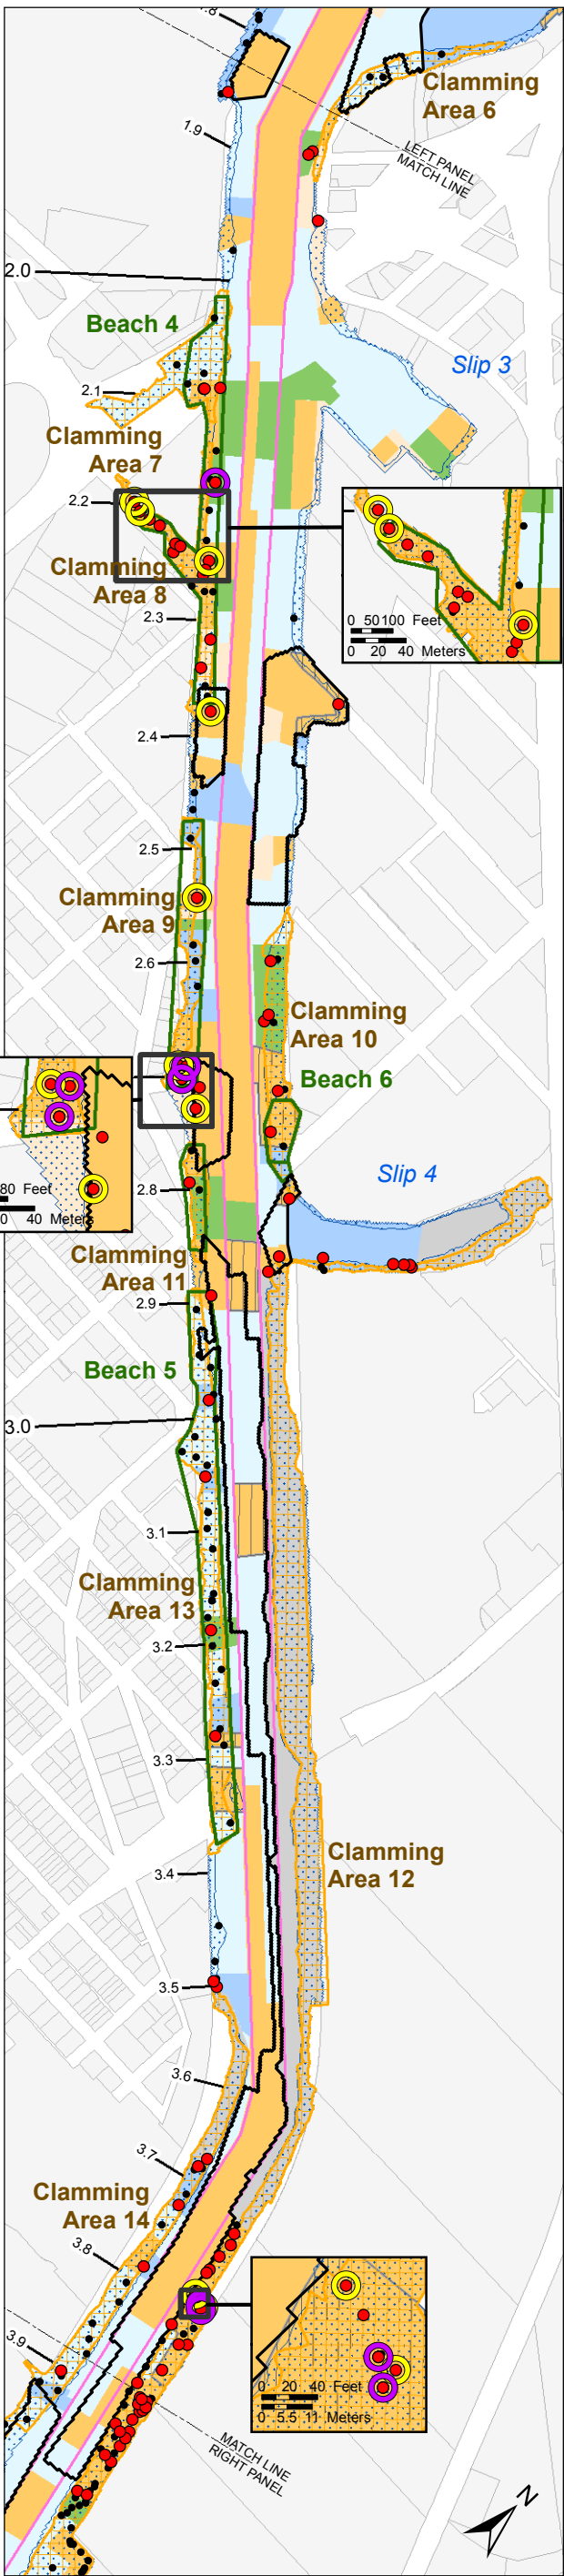 1.8
Clamming
Area 6
1.9
LEFT PANEL
MATCH LINE
2.0
Beach 4
Slip 3
2.1
Clamming
Area 7
2.2
Clamming
Area 8
0 50100 Feet
0 20 40 Meters
2.3
2.4
2.5
Clamming
Area 9
2.6
Clamming
Area 10
Beach 6
80 Feet
0 40 Meters
Slip 4
2.8
Clamming
Area 11
2.9
Beach 5
3.0
3.1
Clamming
Area 13
3.2
3.3
Clamming
Area 12
3.4
3.5
3.6
3.7
Clamming
Area 14
3.8
0 20 40 Feet
0 5.5 11 Meters
3.9
MATCH LINE
RIGHT PANEL
N